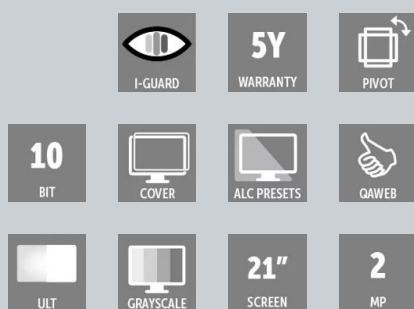 I-GUARD
5Y
WARRANTY
PIVOT
10
BIT
COVER
ALC PRESETS
QAWEB
ULT
GRAYSCALE
21"
SCREEN
2
MP